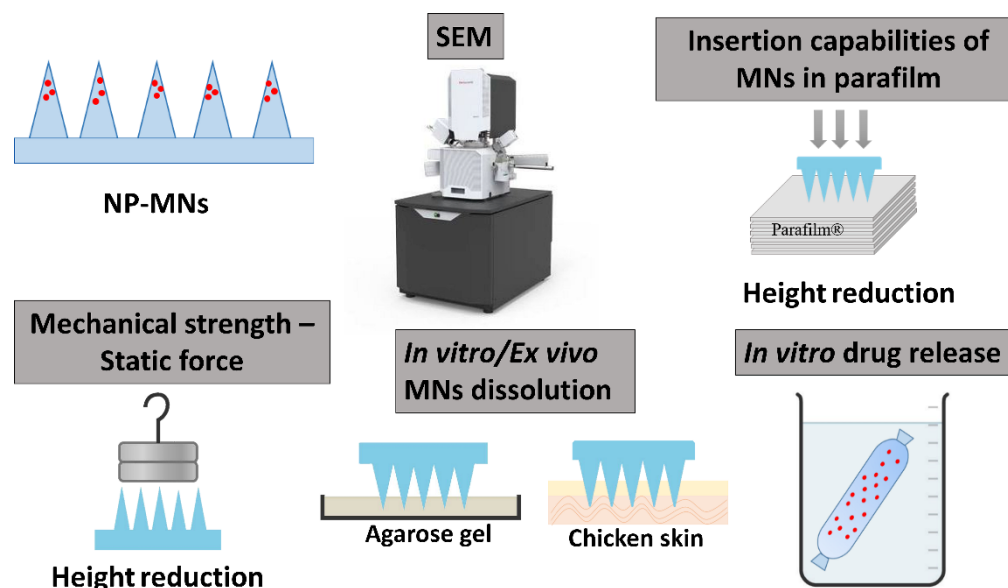 SEM
Insertion capabilities of
MNs in parafilm
NP-MNs
Parafilm®
Height reduction
Mechanical strength –
Static force
In vitro/Ex vivo
MNs dissolution
In vitro drug release
Agarose gel
Chicken skin
Height reduction